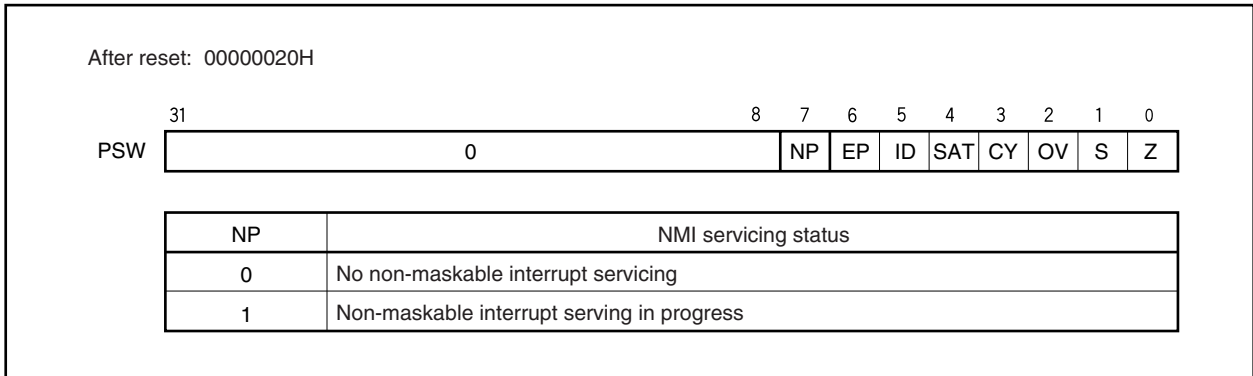 After reset: 00000020H
31 8 7 6 5 4 3 2 1 0
PSW 0 NP EP ID SAT CY OV S Z
NP NMI servicing status
0 No non-maskable interrupt servicing
1 Non-maskable interrupt serving in progress